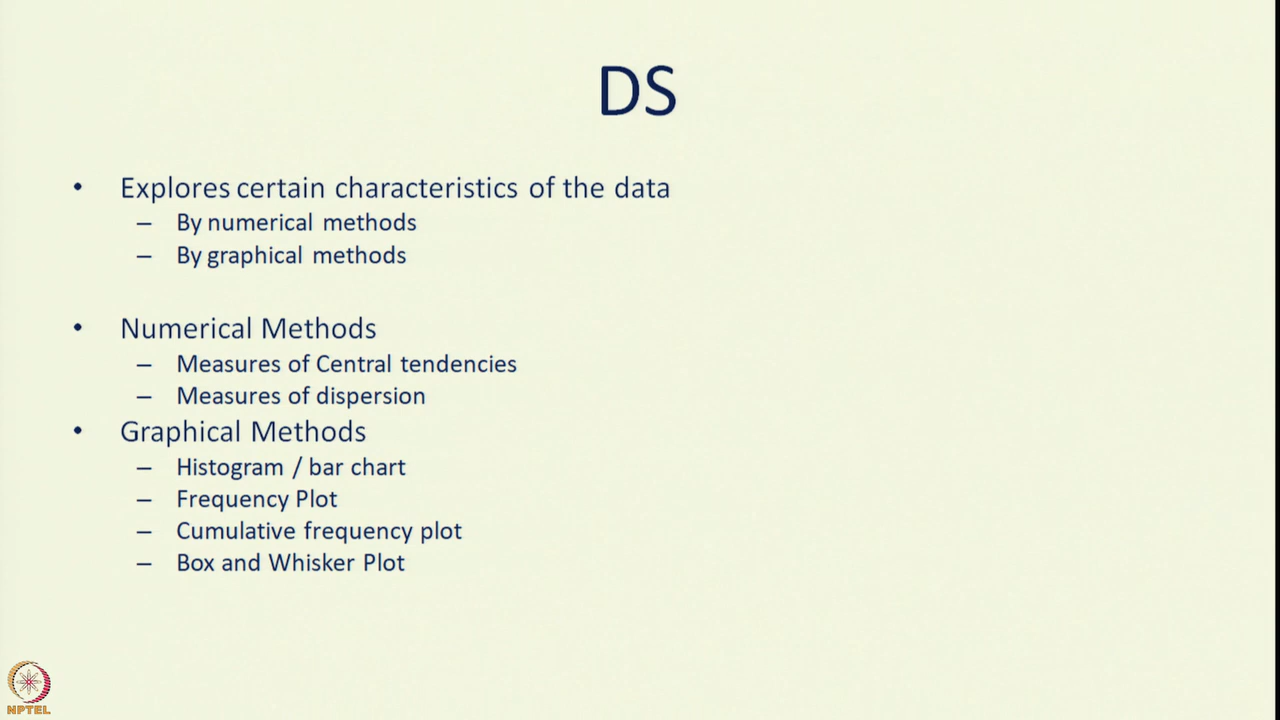 DS
• Explores certain characteristics of the data
– By numerical methods
– By graphical methods
• Numerical Methods
– Measures of Central tendencies
– Measures of dispersion
• Graphical Methods
– Histogram / bar chart
– Frequency Plot
– Cumulative frequency plot
– Box and Whisker Plot
NPTEL